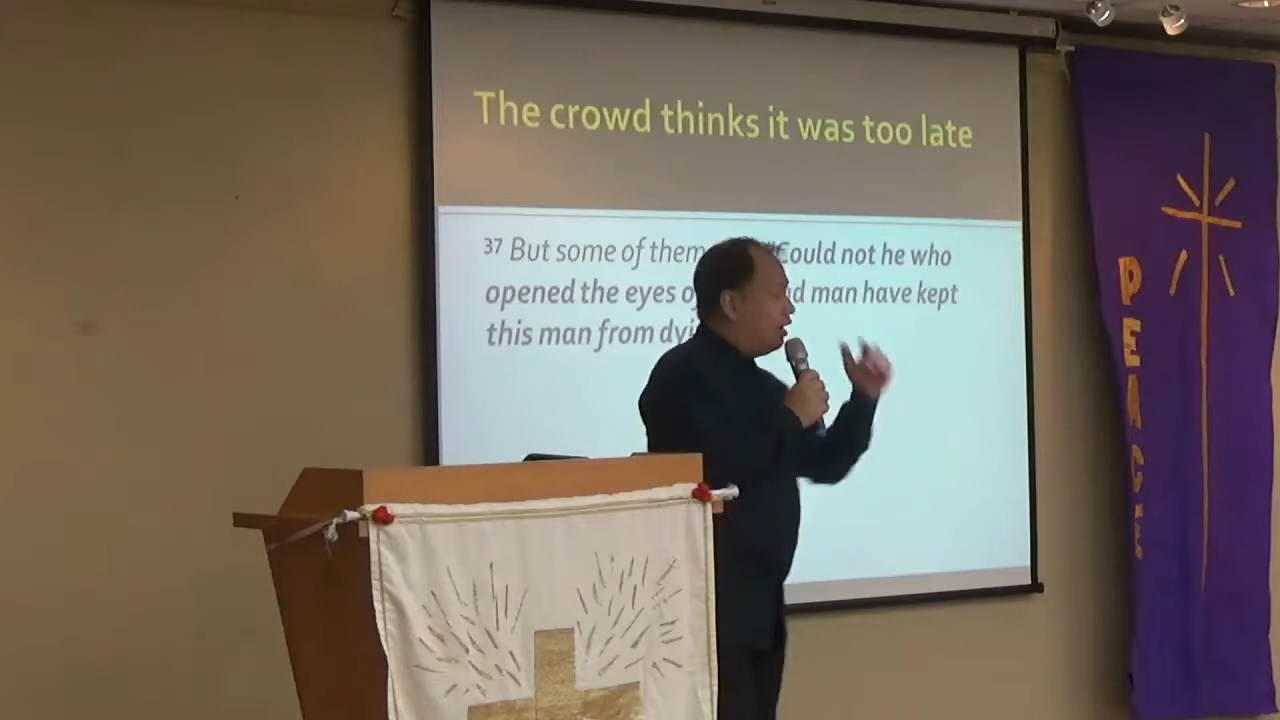 The crowd thinks it was too late
37 But some of them "Could not he who
opened the eyes man have kept
this man from
PEACE